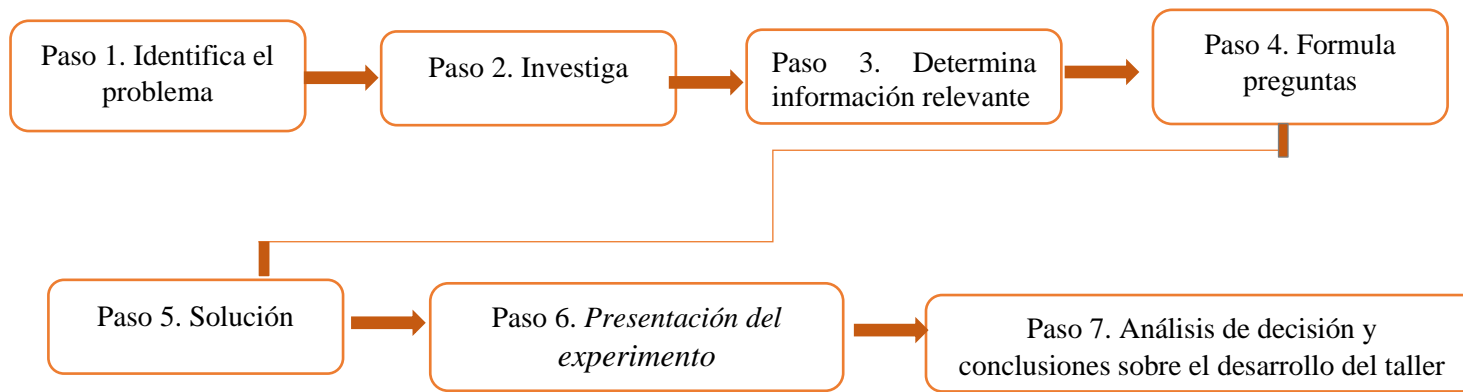 Paso 1. Identifica el
problema
Paso 2. Investiga
Paso 3. Determina
información relevante
Paso 4. Formula
preguntas
Paso 5. Solución
Paso 6. Presentación del
experimento
Paso 7. Análisis de decisión y
conclusiones sobre el desarrollo del taller